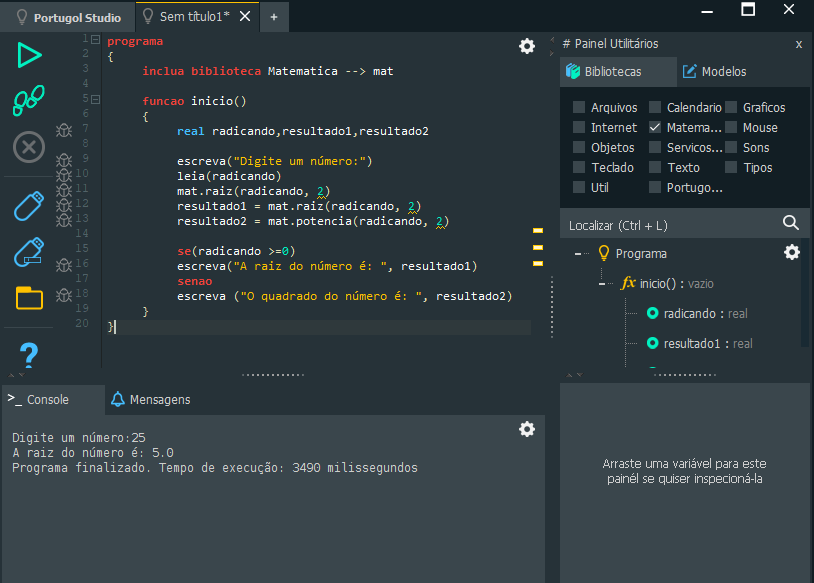 Portugol Studio
Sem título1*
+
1 programa
2 {
3 inclua biblioteca Matematica --> mat
4
5 funcao inicio()
6 {
7 real radicando,resultado1,resultado2
8
9 escreva("Digite um número:")
10 leia(radicando)
11 mat.raiz(radicando, 2)
12 resultado1 = mat.raiz(radicando, 2)
13 resultado2 = mat.potencia(radicando, 2)
14
15 se(radicando >=0)
16 escreva("A raiz do número é: ", resultado1)
17 senao
18 escreva ("O quadrado do número é: ", resultado2)
19 }
20 }
# Painel Utilitários x
Bibliotecas Modelos
Arquivos Calendario Graficos
Internet Matema... Mouse
Objetos Servicos... Sons
Teclado Texto Tipos
Util Portugo...
Localizar (Ctrl + L)
Programa
fx inicio() : vazio
radicando : real
resultado1 : real
>_ Console Mensagens
Digite um número:25
A raiz do número é: 5.0
Programa finalizado. Tempo de execução: 3490 milissegundos
Arraste uma variável para este
painél se quiser inspecioná-la
?